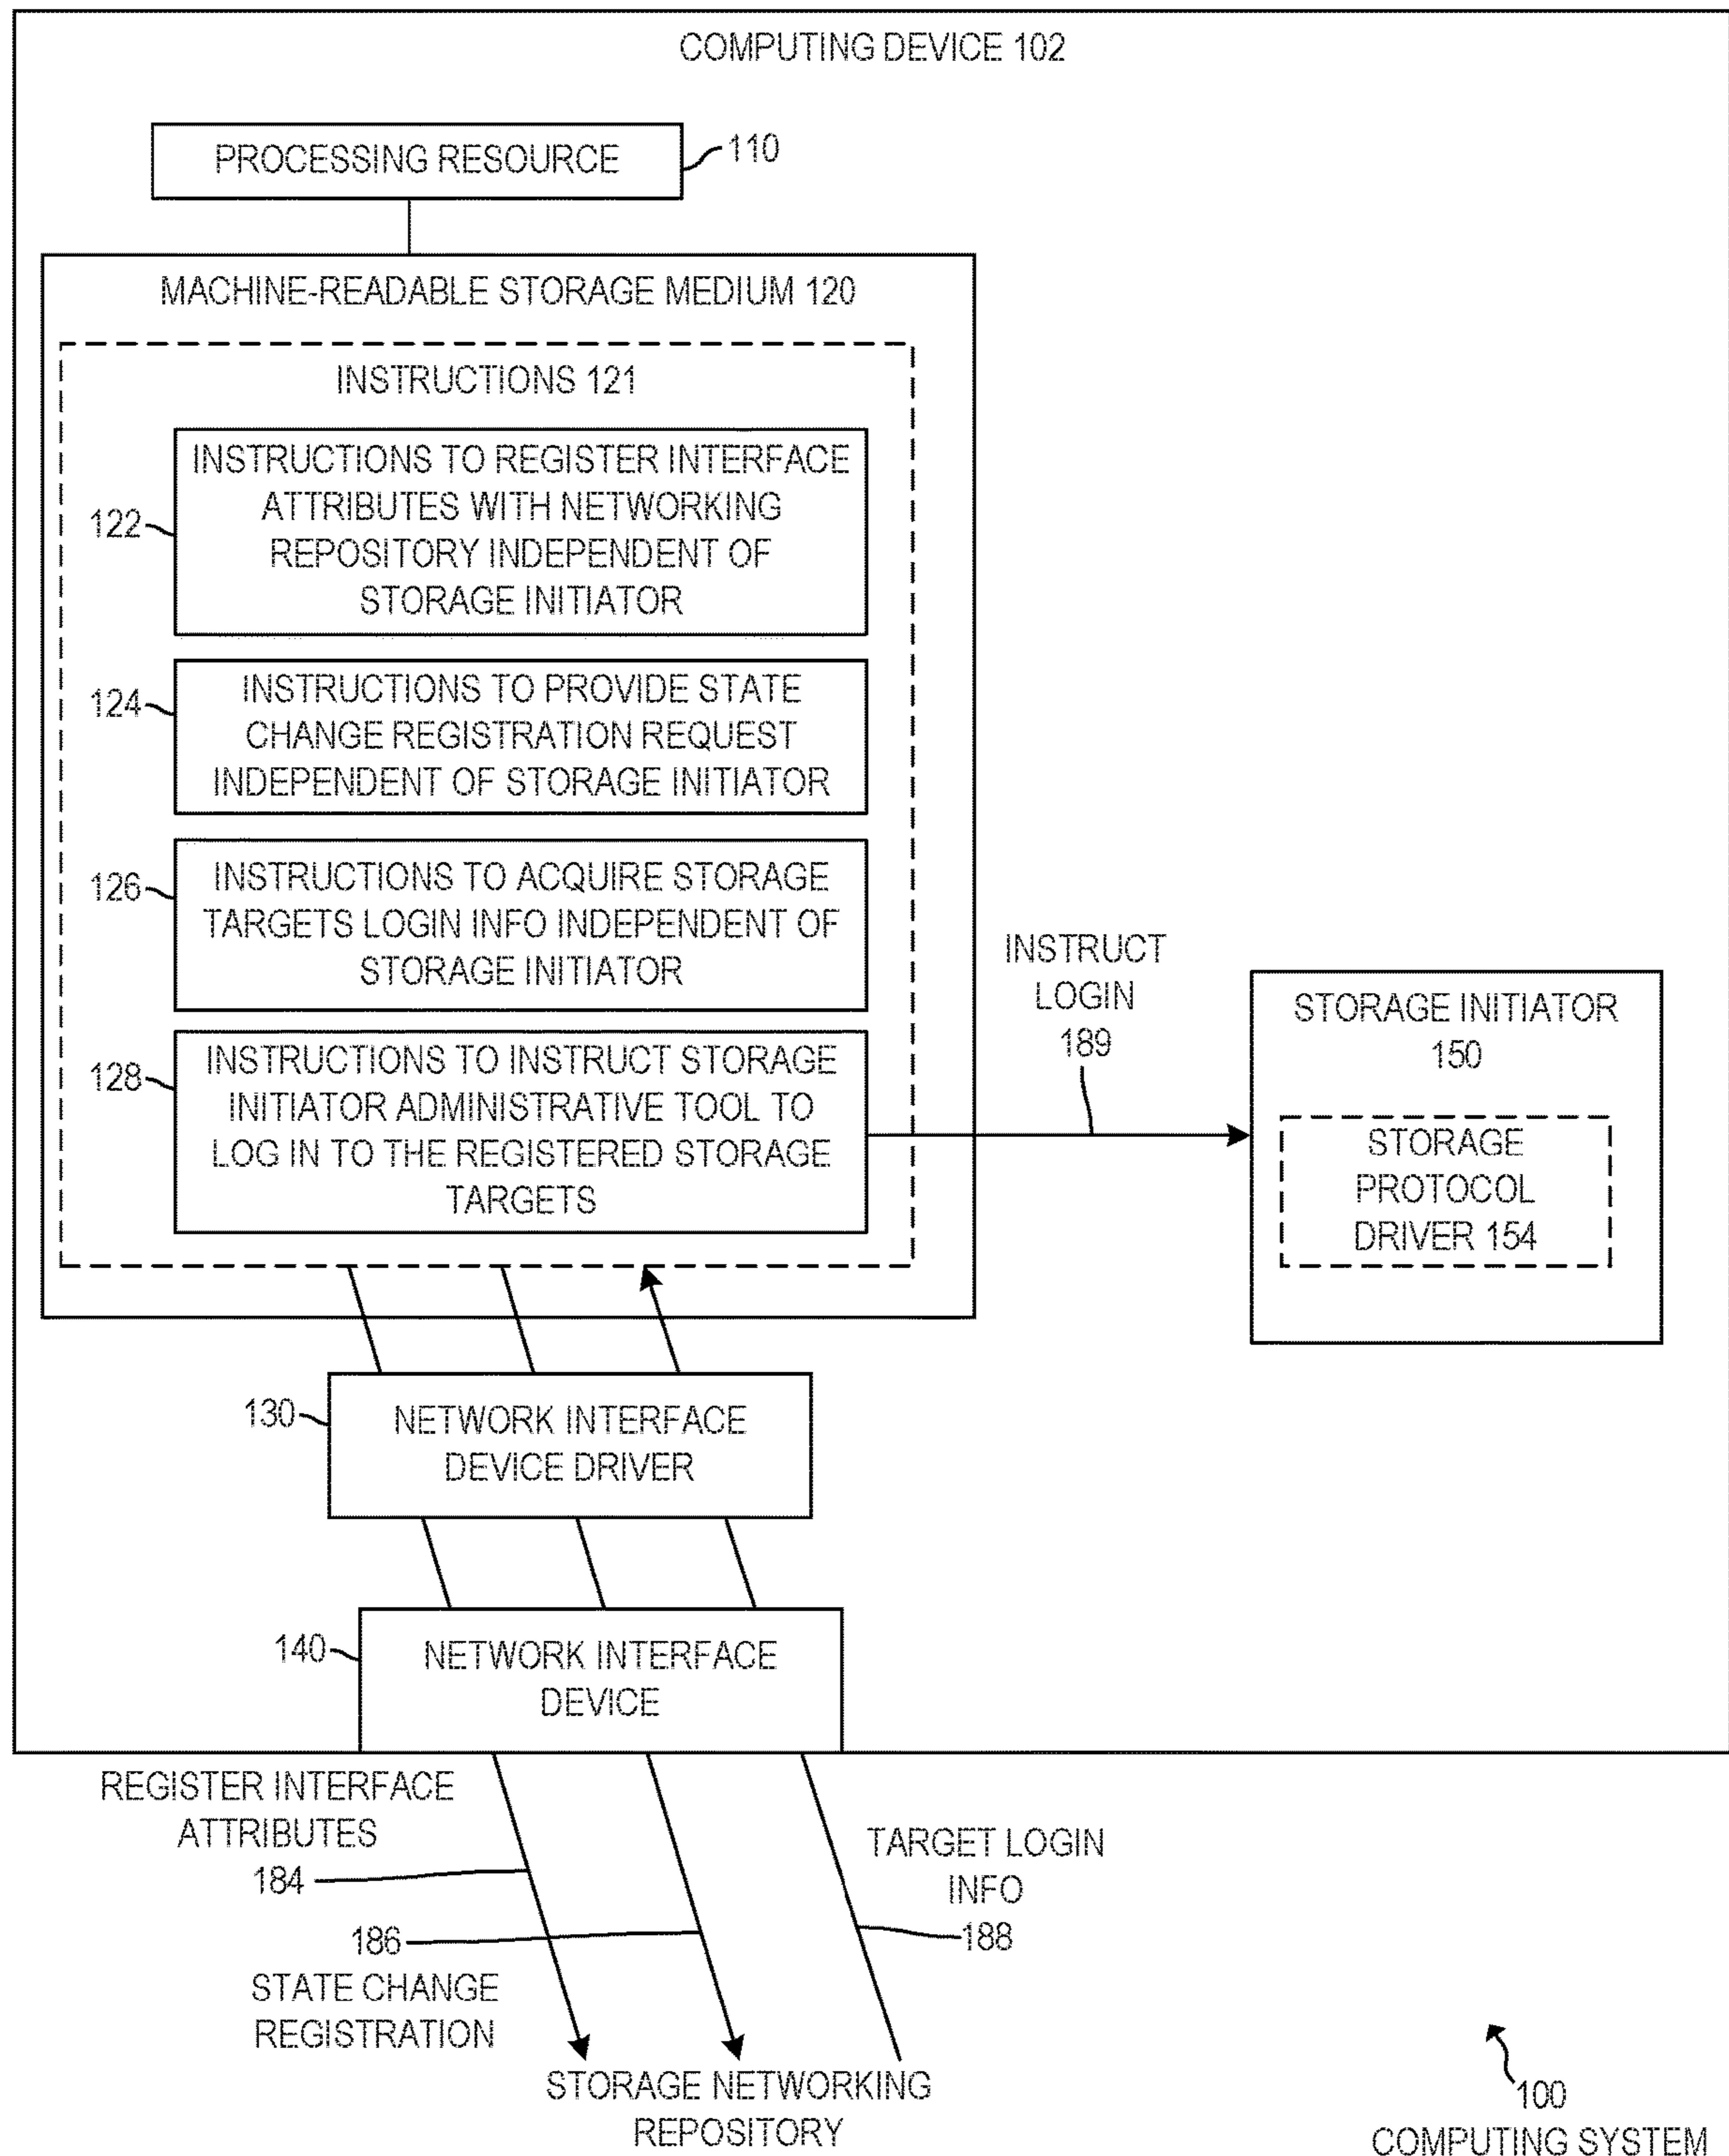 COMPUTING DEVICE 102
PROCESSING RESOURCE
110
MACHINE-READABLE STORAGE MEDIUM 120
INSTRUCTIONS 121
122
INSTRUCTIONS TO REGISTER INTERFACE
ATTRIBUTES WITH NETWORKING
REPOSITORY INDEPENDENT OF
STORAGE INITIATOR
124
INSTRUCTIONS TO PROVIDE STATE
CHANGE REGISTRATION REQUEST
INDEPENDENT OF STORAGE INITIATOR
126
INSTRUCTIONS TO ACQUIRE STORAGE
TARGETS LOGIN INFO INDEPENDENT OF
STORAGE INITIATOR
128
INSTRUCTIONS TO INSTRUCT STORAGE
INITIATOR ADMINISTRATIVE TOOL TO
LOG IN TO THE REGISTERED STORAGE
TARGETS
INSTRUCT
LOGIN
189
STORAGE INITIATOR
150
STORAGE
PROTOCOL
DRIVER 154
130
NETWORK INTERFACE
DEVICE DRIVER
140
NETWORK INTERFACE
DEVICE
REGISTER INTERFACE
ATTRIBUTES
184
186
STATE CHANGE
REGISTRATION
TARGET LOGIN
INFO
188
STORAGE NETWORKING
REPOSITORY
100
COMPUTING SYSTEM